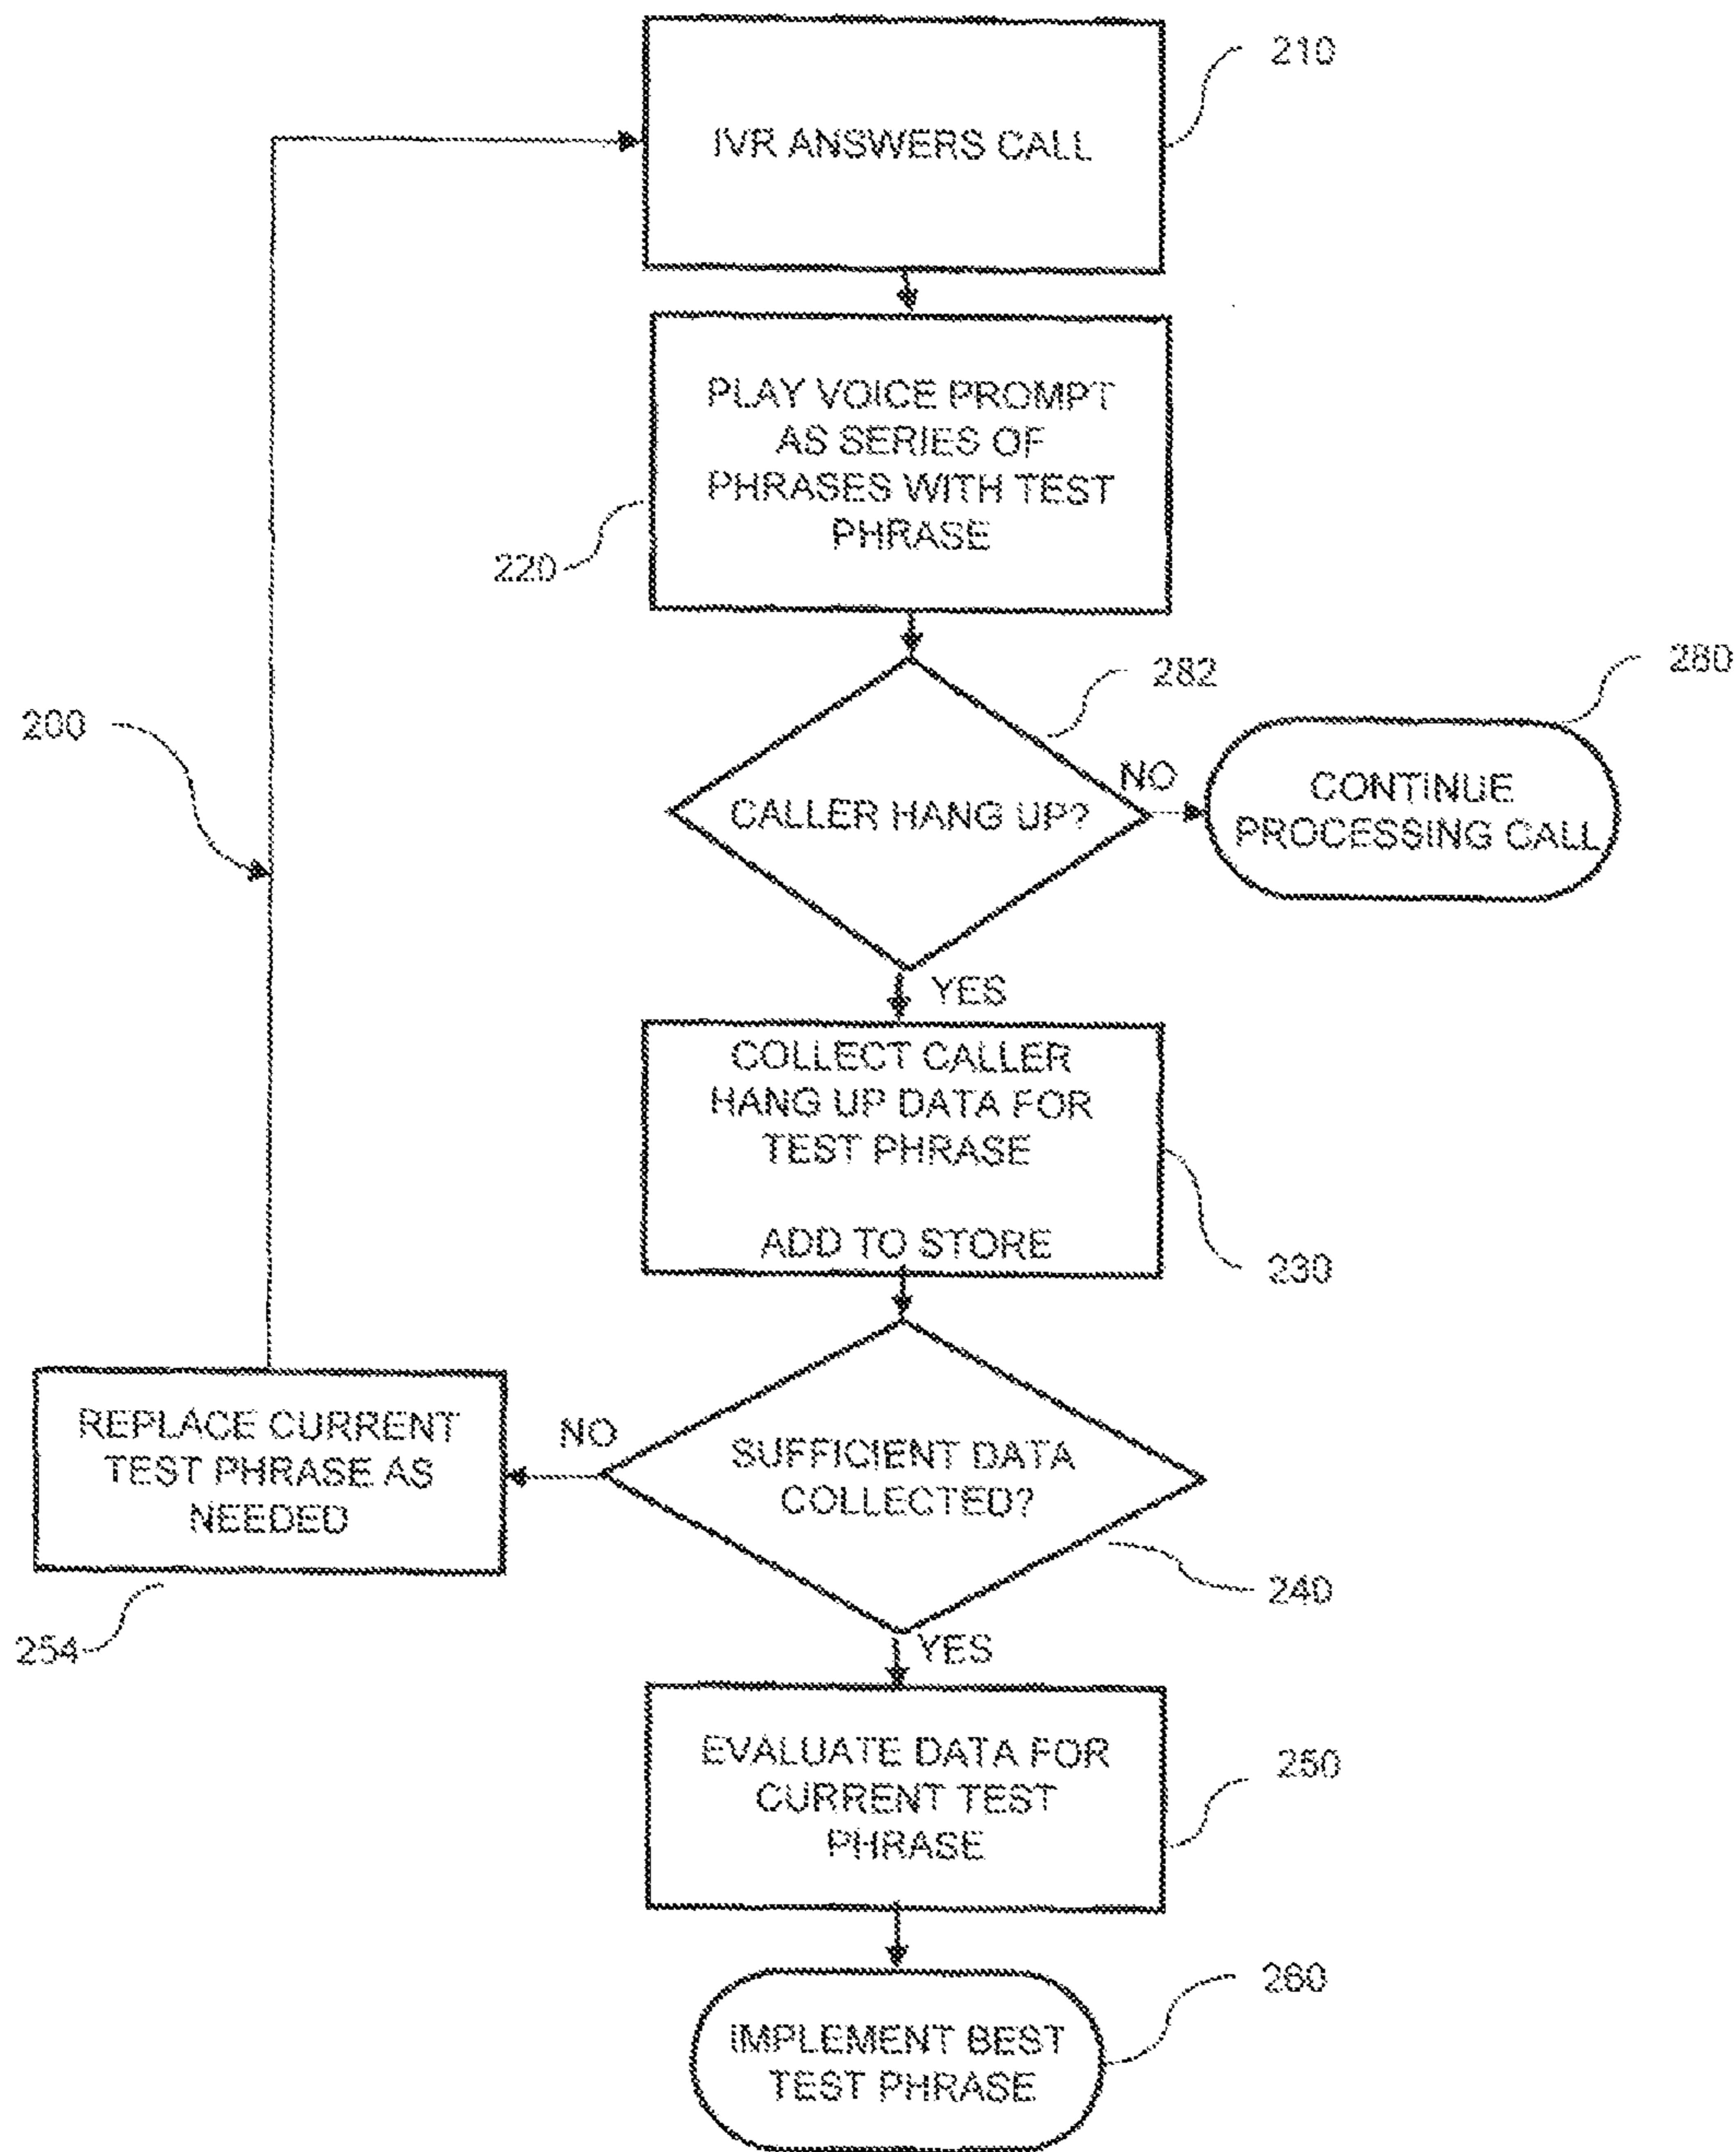 210
IVR ANSWERS CALL
PLAY VOICE PROMPT
AS SERIES OF
PHRASES WITH TEST
PHRASE
220
282
280
200
NO
CALLER HANG UP?
CONTINUE
PROCESSING CALL
YES
COLLECT CALLER
HANG UP DATA FOR
TEST PHRASE
ADD TO STORE
230
REPLACE CURRENT
TEST PHRASE AS
NEEDED
NO
SUFFICIENT DATA
COLLECTED?
240
254
YES
EVALUATE DATA FOR
CURRENT TEST
PHRASE
250
260
IMPLEMENT BEST
TEST PHRASE